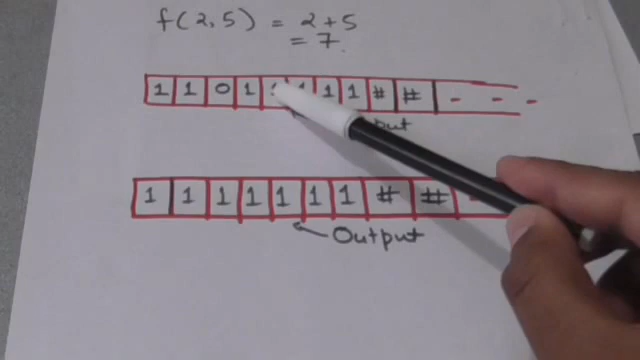 f(2,5) = 2+5
= 7.
1 1 0 1 1 1 1 1 # # - - -
1 1 1 1 1 1 1 # #
Output